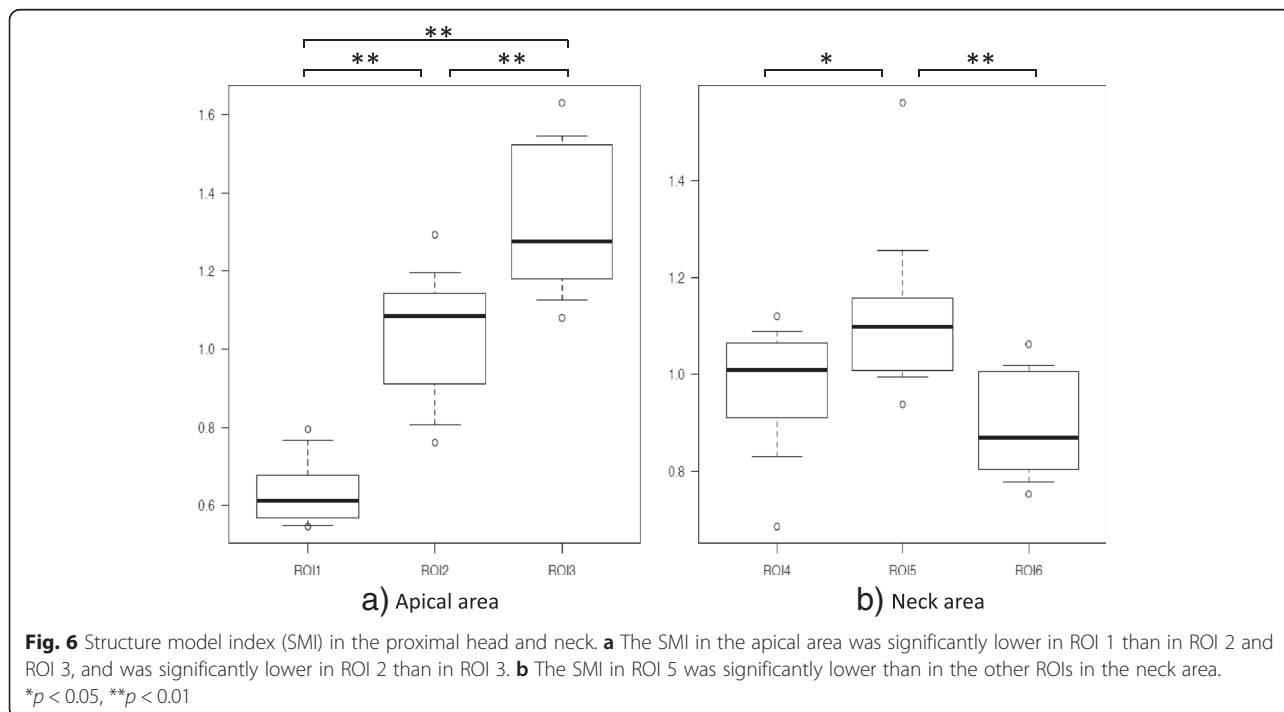 **
** **
* **
1.6
1.4
1.2
1.0
0.8
0.6
ROI1 ROI2 ROI3
a) Apical area
1.4
1.2
1.0
0.8
ROI4 ROI5 ROI6
b) Neck area
Fig. 6 Structure model index (SMI) in the proximal head and neck. a The SMI in the apical area was significantly lower in ROI 1 than in ROI 2 and
ROI 3, and was significantly lower in ROI 2 than in ROI 3. b The SMI in ROI 5 was significantly lower than in the other ROIs in the neck area.
*p < 0.05, **p < 0.01